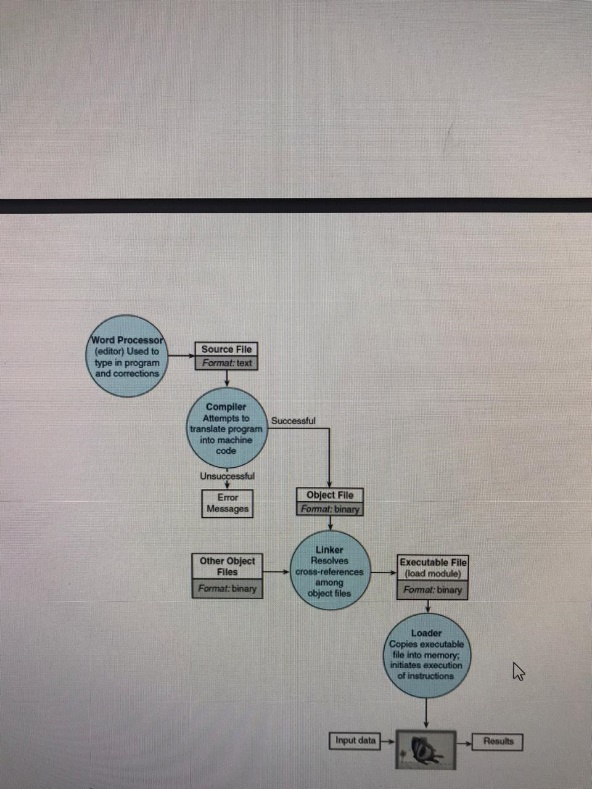 Word Processor
(editor) Used to
type in program
and corrections
Source File
Format: text
Compiler
Attempts to
translate program
into machine
code
Successful
Unsuccessful
Error
Messages
Object File
Format: binary
Other Object
Files
Format: binary
Linker
Resolves
cross-references
among
object files
Executable File
(load module)
Format: binary
Loader
Copies executable
file into memory;
initiates execution
of instructions
Input data
Results